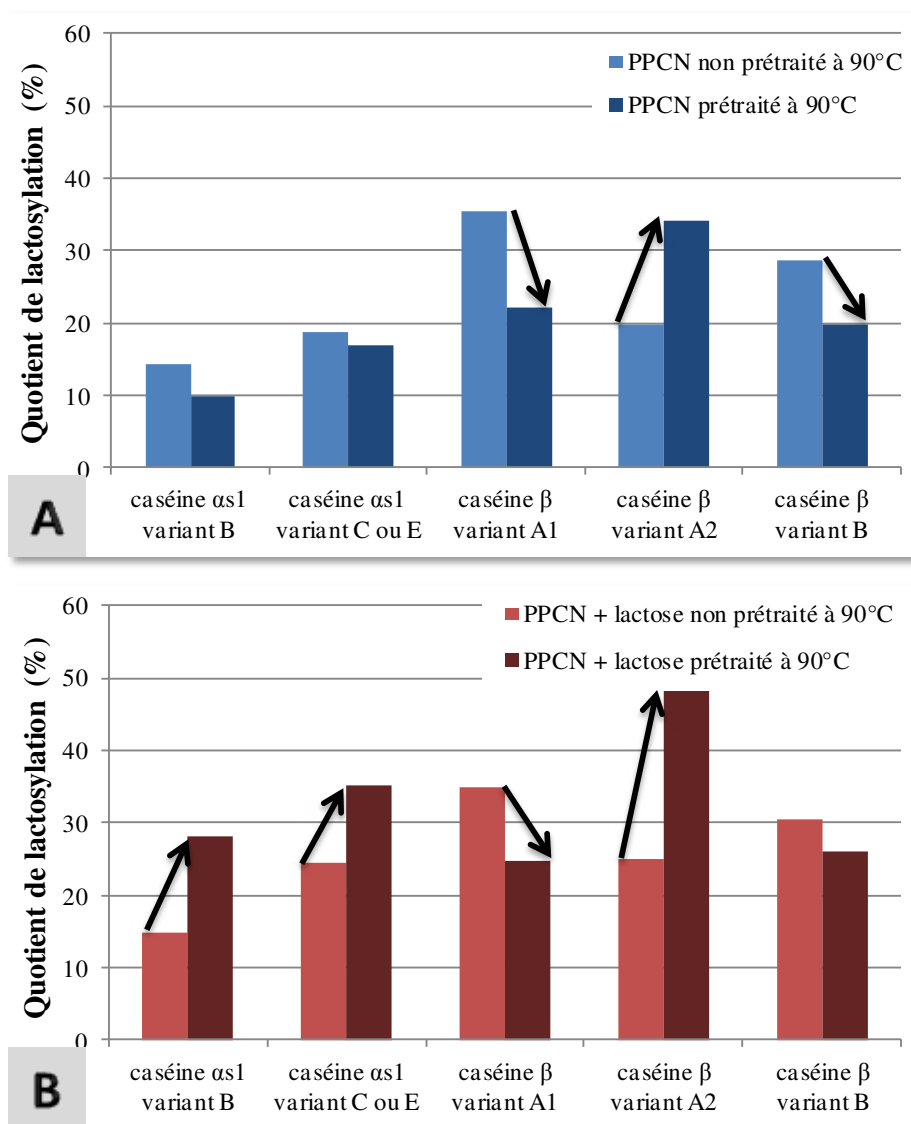 60
PPCN non prétraité à 90°C
50
PPCN prétraité à 90°C
40
30
20
10
0
Quotient de lactosylation (%)
caséine αs1 caséine αs1 caséine β caséine β caséine β
variant B variant C ou E variant A1 variant A2 variant B
A
60
PPCN + lactose non prétraité à 90°C
50
PPCN + lactose prétraité à 90°C
40
30
20
10
0
Quotient de lactosylation (%)
caséine αs1 caséine αs1 caséine β caséine β caséine β
variant B variant C ou E variant A1 variant A2 variant B
B